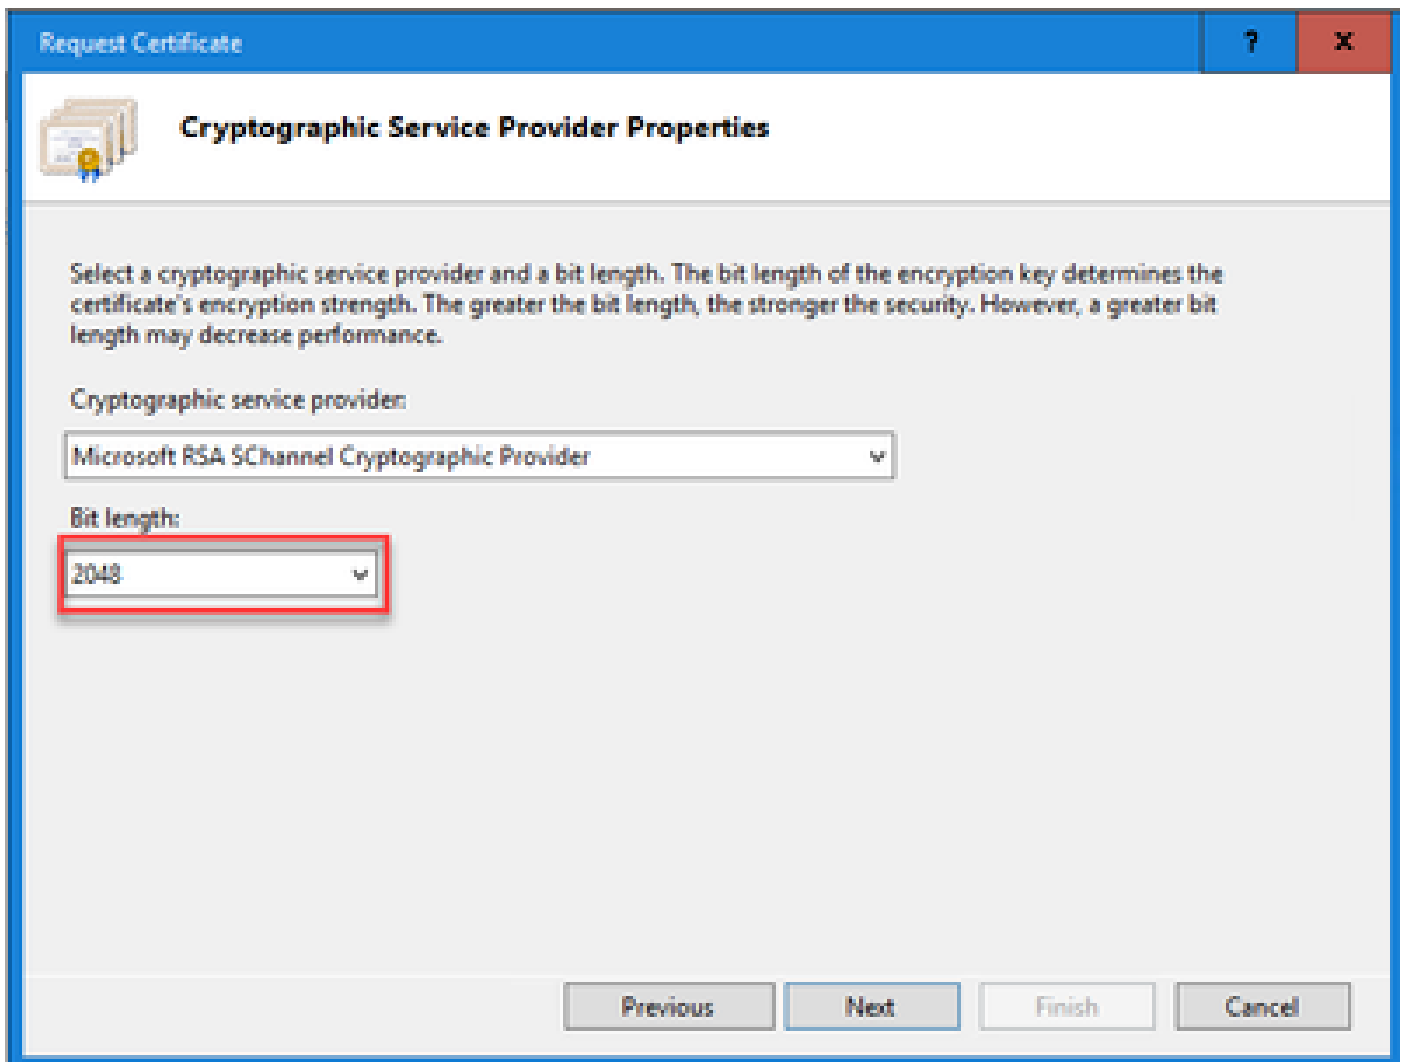 Request Certificate
?
x
Cryptographic Service Provider Properties
Select a cryptographic service provider and a bit length. The bit length of the encryption key determines the
certificate's encryption strength. The greater the bit length, the stronger the security. However, a greater bit
length may decrease performance.
Cryptographic service provider:
Microsoft RSA SChannel Cryptographic Provider
Bit length:
2048
Previous
Next
Finish
Cancel